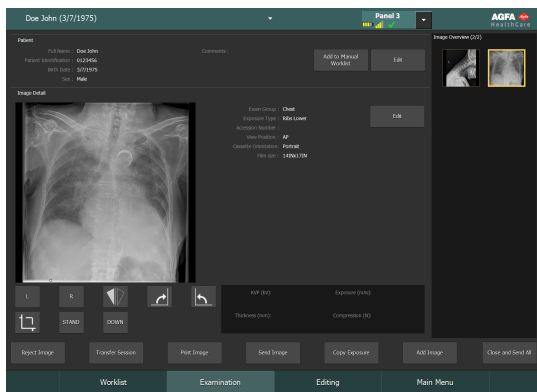 Doe John (3/7/1975)
Panel 3
AGFA
HealthCare
Patient
Full Name : Doe John
Patient Identification : 0123456
Birth Date : 3/7/1975
Sex : Male
Comments :
Add to Manual Worklist
Edit
Image Overview (2/2)
Image Detail
Exam Group : Chest
Exposure Type : Ribs Lower
Accession Number :
View Position : AP
Cassette Orientation : Portrait
Film size : 14INx17IN
Edit
L
R
STAND
DOWN
KVP (kV):
Exposure (mAs):
Thickness (mm):
Compression (N):
Reject Image
Transfer Session
Print Image
Send Image
Copy Exposure
Add Image
Close and Send All
Worklist
Examination
Editing
Main Menu